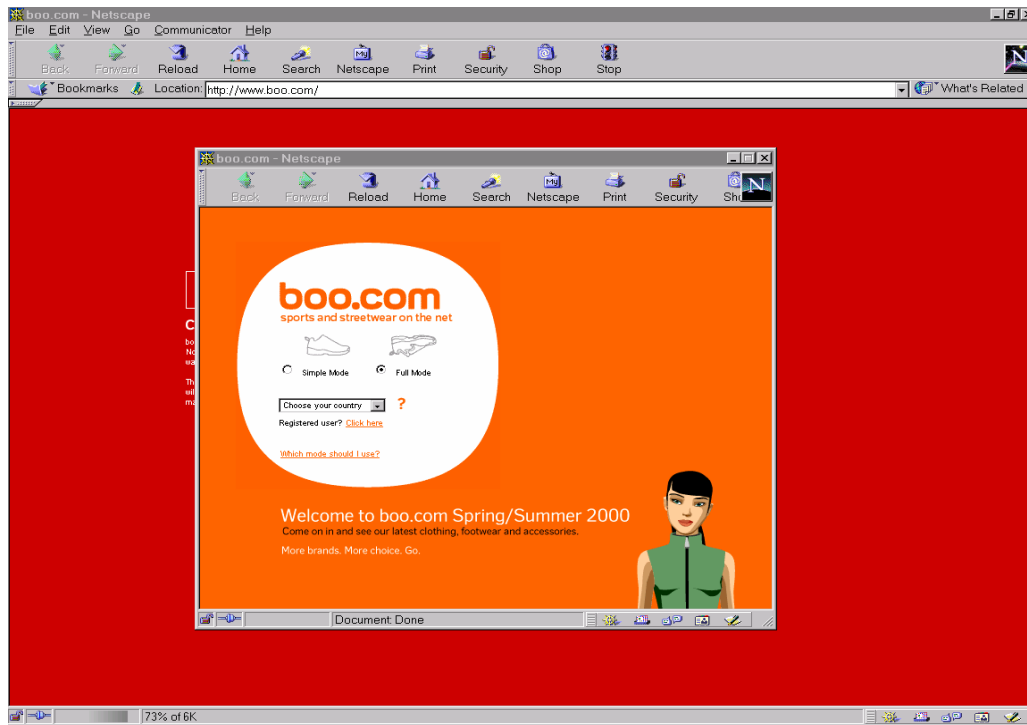 boo.com - Netscape
File Edit View Go Communicator Help
Back Forward Reload Home Search Netscape Print Security Shop Stop
Bookmarks Location: http://www.boo.com/ What's Related
boo.com - Netscape
Back Forward Reload Home Search Netscape Print Security
boo.com
sports and streetwear on the net
Simple Mode Full Mode
Choose your country ?
Registered user? Click here
Which mode should I use?
Welcome to boo.com Spring/Summer 2000
Come on in and see our latest clothing, footwear and accessories.
More brands. More choice. Go.
Document: Done
73% of 6K